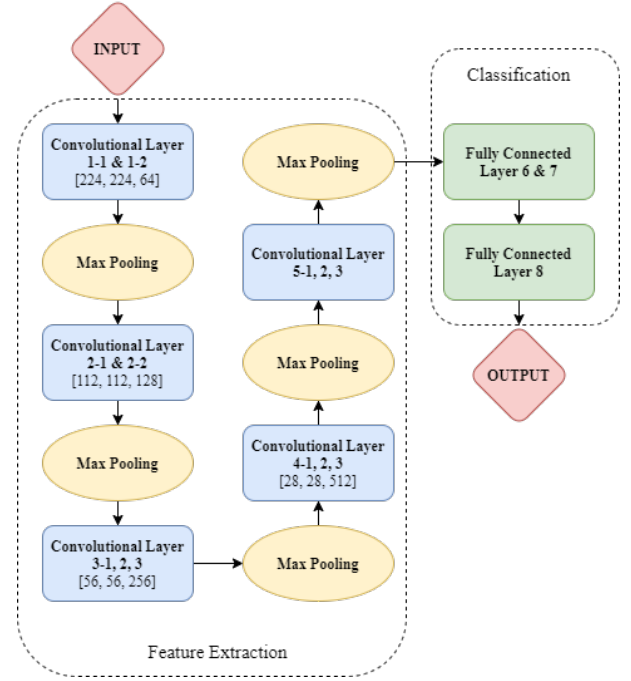 INPUT
Convolutional Layer
1-1 & 1-2
[224, 224, 64]
Max Pooling
Convolutional Layer
2-1 & 2-2
[112, 112, 128]
Max Pooling
Convolutional Layer
3-1, 2, 3
[56, 56, 256]
Max Pooling
Convolutional Layer
4-1, 2, 3
[28, 28, 512]
Max Pooling
Convolutional Layer
5-1, 2, 3
Max Pooling
Feature Extraction
Classification
Fully Connected
Layer 6 & 7
Fully Connected
Layer 8
OUTPUT